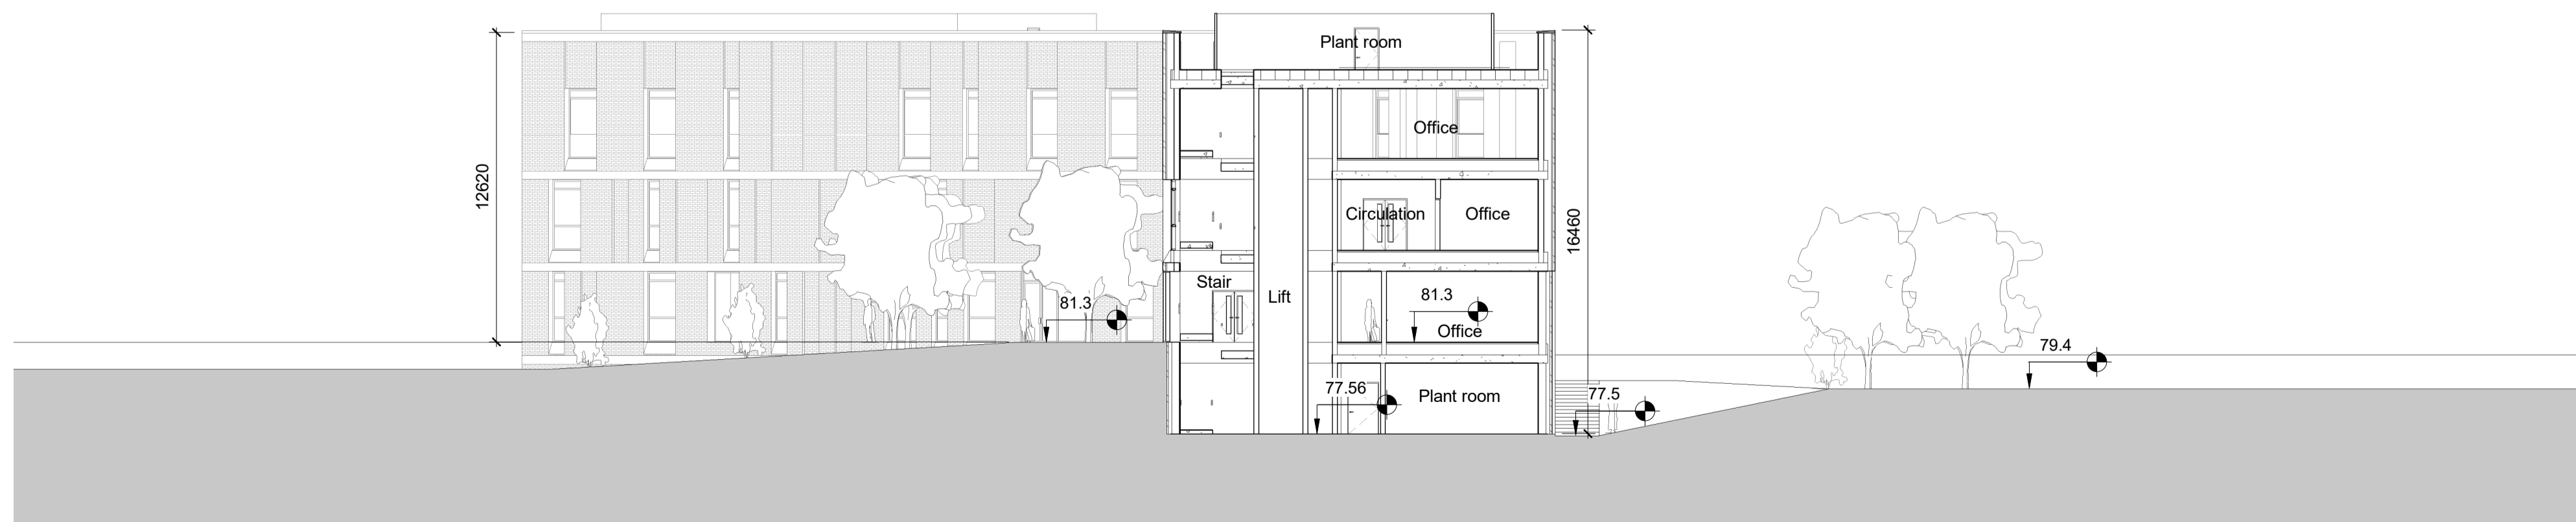 Plant room
Office
12620
Circulation
Office
16460
Stair
Lift
81.3
81.3
Office
79.4
77.56
Plant room
77.5